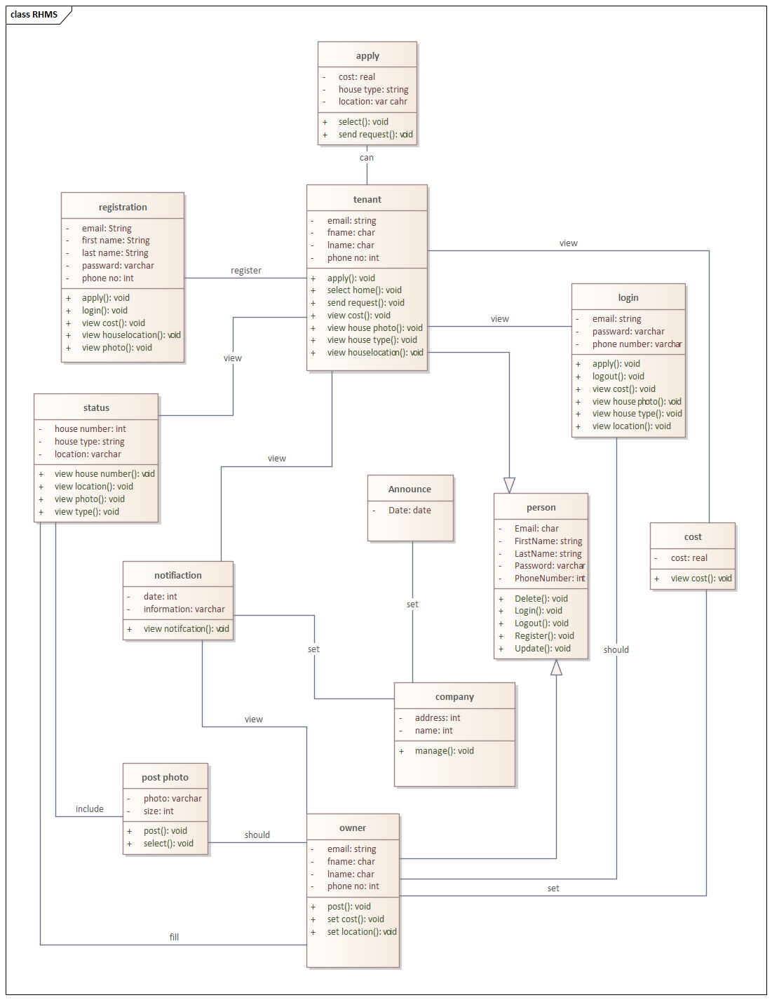 class RHMS
apply
- cost: real
- house type: string
- location: var cahr
+ select(): void
+ send request(): void
can
tenant
- email: string
- fname: char
- lname: char
- phone no: int
+ apply(): void
+ select home(): void
+ send request(): void
+ view cost(): void
+ view house photo(): void
+ view house type(): void
+ view houselocation(): void
registration
- email: String
- first name: String
- last name: String
- passward: varchar
- phone no: int
+ apply(): void
+ login(): void
+ view cost(): void
+ view houselocation(): void
+ view photo(): void
register
view
login
- email: string
- passward: varchar
- phone number: varchar
+ apply(): void
+ logout(): void
+ view cost(): void
+ view house photo(): void
+ view house type(): void
+ view location(): void
view
view
status
- house number: int
- house type: string
- location: varchar
+ view house number(): void
+ view location(): void
+ view photo(): void
+ view type(): void
view
Announce
- Date: date
person
- Email: char
- FirstName: string
- LastName: string
- Password: varchar
- PhoneNumber: int
+ Delete(): void
+ Login(): void
+ Logout(): void
+ Register(): void
+ Update(): void
cost
- cost: real
+ view cost(): void
notifiaction
- date: int
- information: varchar
+ view notifcation(): void
set
set
should
company
- address: int
- name: int
+ manage(): void
view
post photo
- photo: varchar
- size: int
+ post(): void
+ select(): void
include
should
owner
- email: string
- fname: char
- lname: char
- phone no: int
+ post(): void
+ set cost(): void
+ set location(): void
set
fill